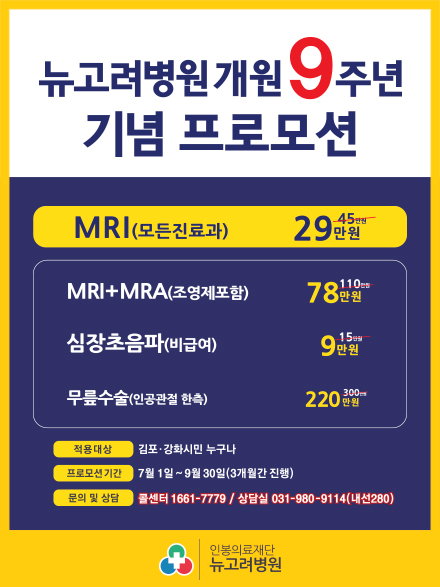 뉴고려병원 개원 9주년
기념 프로모션
MRI(모든진료과) 29만원 45만원
MRI+MRA(조영제포함) 78만원 110만원
심장초음파(비급여) 9만원 15만원
무릎수술(인공관절 한측) 220만원 300만원
적용대상 김포·강화시민 누구나
프로모션기간 7월 1일 ~ 9월 30일(3개월간 진행)
문의 및 상담 콜센터 1661-7779 / 상담실 031-980-9114(내선280)
인봉의료재단
뉴고려병원